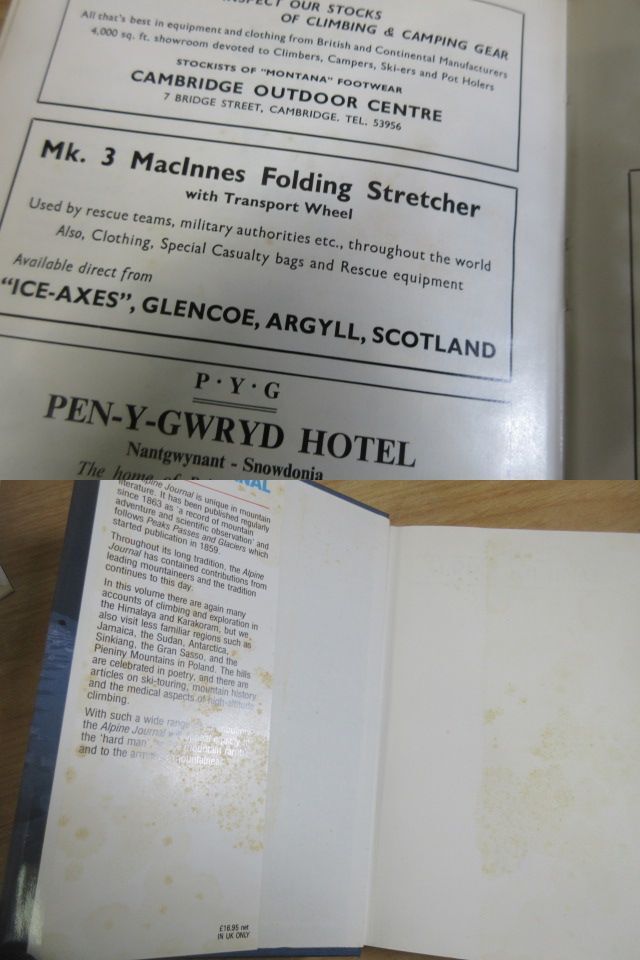 INSPECT OUR STOCKS
OF CLIMBING & CAMPING GEAR
All that's best in equipment and clothing from British and Continental Manufacturers
4,000 sq. ft. showroom devoted to Climbers, Campers, Ski-ers and Pot Holers
STOCKISTS OF "MONTANA" FOOTWEAR
CAMBRIDGE OUTDOOR CENTRE
7 BRIDGE STREET, CAMBRIDGE. TEL. 53956
Mk. 3 MacInnes Folding Stretcher
with Transport Wheel
Used by rescue teams, military authorities etc., throughout the world
Also, Clothing, Special Casualty bags and Rescue equipment
Available direct from
"ICE-AXES", GLENCOE, ARGYLL, SCOTLAND
P · Y · G
PEN-Y-GWRYD HOTEL
Nantgwynant - Snowdonia
The home of
Alpine Journal is unique in mountain
literature. It has been published regularly
since 1863 as 'a record of mountain
adventure and scientific observation' and
follows Peaks Passes and Glaciers which
started publication in 1859.
Throughout its long tradition, the Alpine
Journal has contained contributions from
leading mountaineers and the tradition
continues to this day.
In this volume there are again many
accounts of climbing and exploration in
the Himalaya and Karakoram, but we
also visit less familiar regions such as
Jamaica, the Sudan, Antarctica,
Sinkiang, the Gran Sasso, and the
Pieniny Mountains in Poland. The hills
are celebrated in poetry, and there are
articles on ski-touring, mountain history
and the medical aspects of high-altitude
climbing.
With such a wide range
the Alpine Journal
the 'hard man' mountain
and to the mountaineer.
£16.95 net
IN UK ONLY